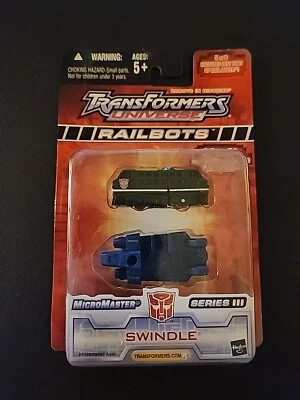 WARNING:
CHOKING HAZARD-Small parts.
Not for children under 3 years.
AGES:
5+
TRANSFORMERS
UNIVERSE
RAILBOTS
MICROMASTER
SERIES III
SWINDLE
TRANSFORMERS.COM
Hasbro